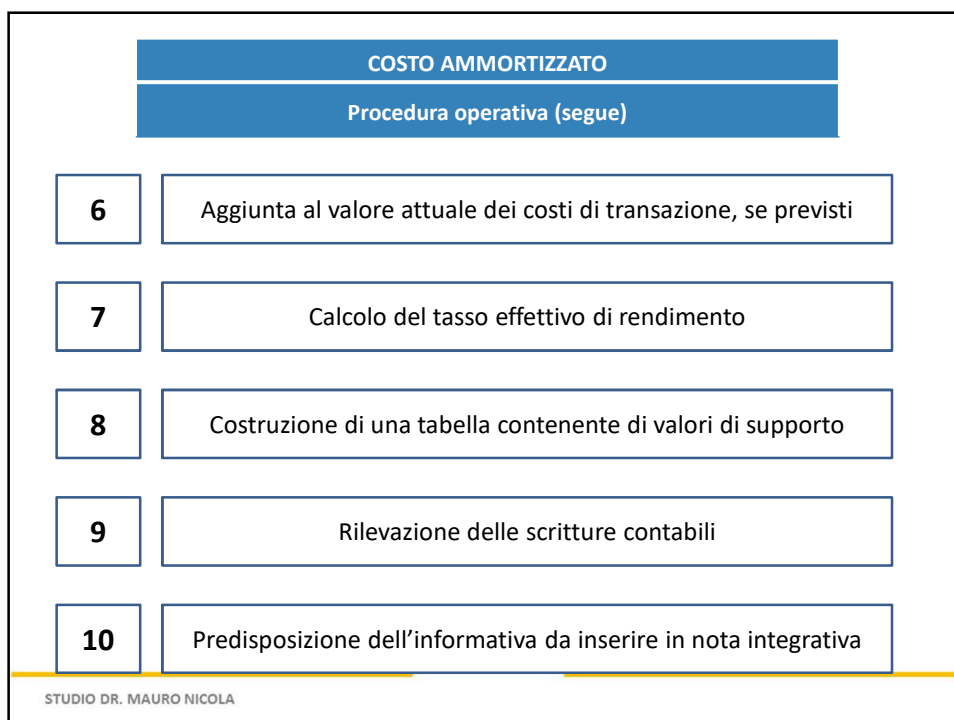 COSTO AMMORTIZZATO
Procedura operativa (segue)
6 Aggiunta al valore attuale dei costi di transazione, se previsti
7 Calcolo del tasso effettivo di rendimento
8 Costruzione di una tabella contenente di valori di supporto
9 Rilevazione delle scritture contabili
10 Predisposizione dell’informativa da inserire in nota integrativa
STUDIO DR. MAURO NICOLA